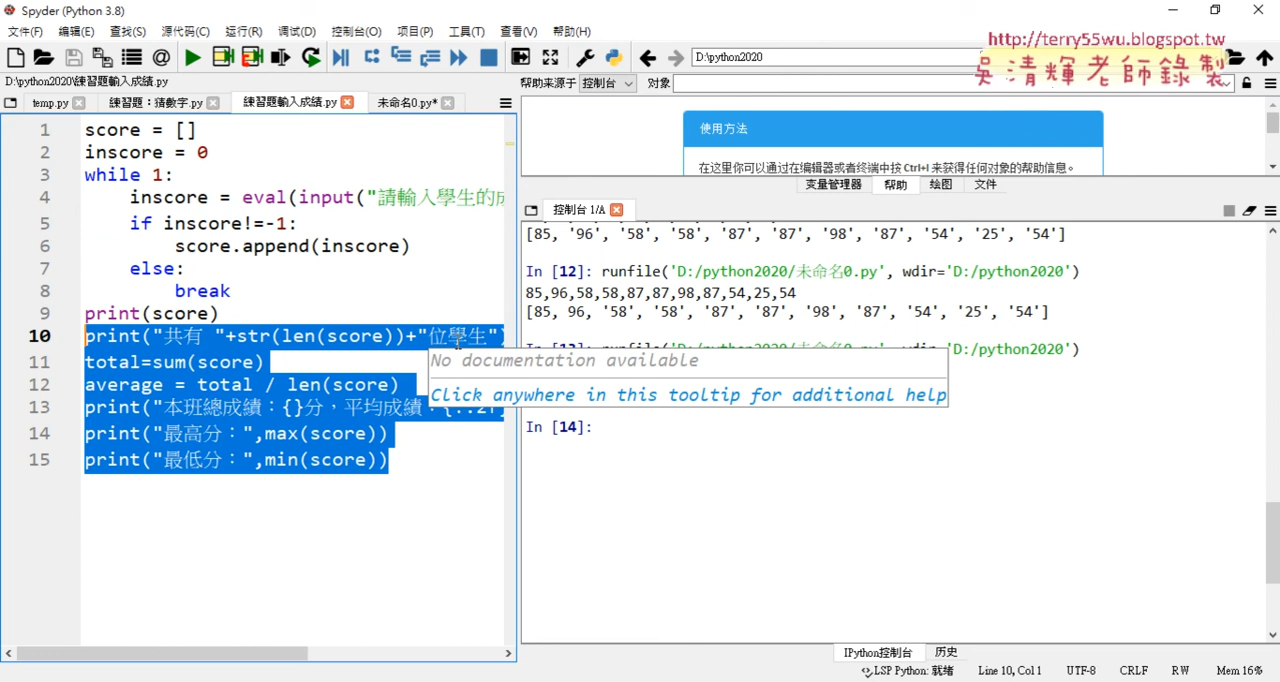 Spyder (Python 3.8)
文件(F) 编辑(E) 查找(S) 源代码(C) 运行(R) 调试(D) 控制台(O) 项目(P) 工具(T) 查看(V) 帮助(H)
http://terry55wu.blogspot.tw
吳清輝老師錄製
D:\python2020
D:\python2020\練習題輸入成績.py
帮助来源于 控制台 对象
temp.py 練習題：猜數字.py 練習題輸入成績.py 未命名0.py*
使用方法
在这里你可以通过在编辑器或者终端中按 Ctrl+I 来获得任何对象的帮助信息。
变量管理器 帮助 绘图 文件
控制台 1/A
1 score = []
2 inscore = 0
3 while 1:
4 inscore = eval(input("請輸入學生的成
5 if inscore!=-1:
6 score.append(inscore)
7 else:
8 break
9 print(score)
10 print("共有 "+str(len(score))+"位學生")
11 total=sum(score)
12 average = total / len(score)
13 print("本班總成績：{}分，平均成績：{:.2f
14 print("最高分：",max(score))
15 print("最低分：",min(score))
No documentation available
Click anywhere in this tooltip for additional help
[85, '96', '58', '58', '87', '87', '98', '87', '54', '25', '54']
In [12]: runfile('D:/python2020/未命名0.py', wdir='D:/python2020')
85,96,58,58,87,87,98,87,54,25,54
[85, 96, '58', '58', '87', '87', '98', '87', '54', '25', '54']
In [13]: runfile('D:/python2020/未命名0.py', wdir='D:/python2020')
In [14]:
IPython控制台 历史
LSP Python: 就绪 Line 10, Col 1 UTF-8 CRLF RW Mem 16%